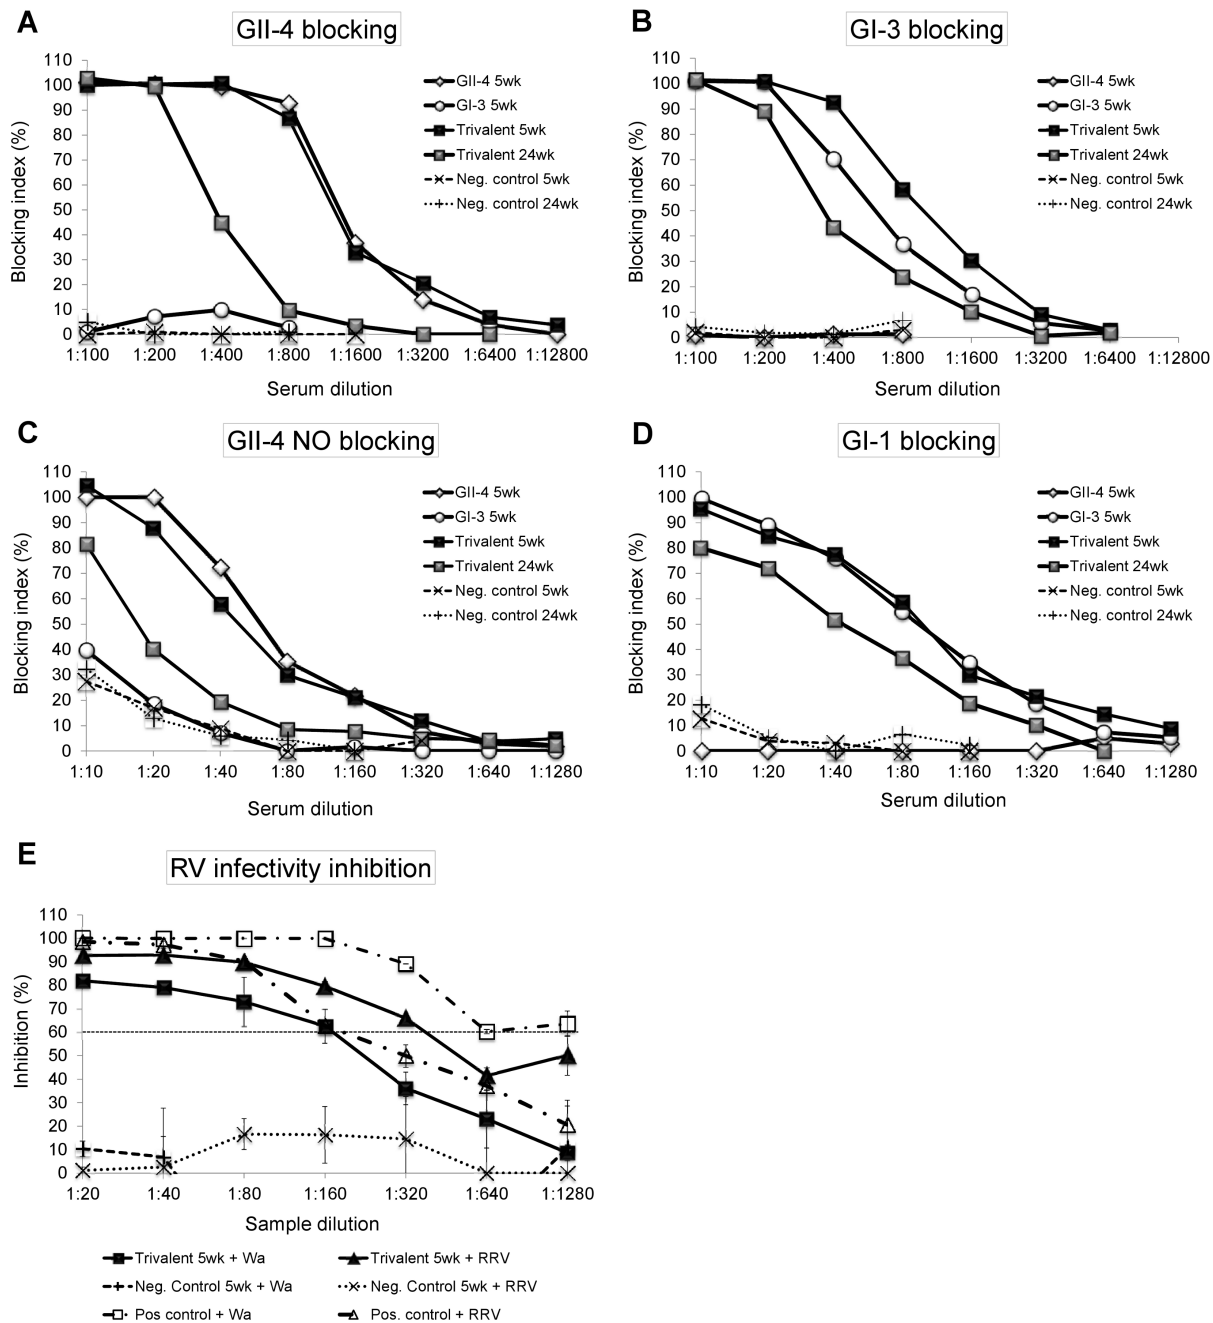 A
GII-4 blocking
Blocking index (%)
110
100
90
80
70
60
50
40
30
20
10
0
GII-4 5wk
GI-3 5wk
Trivalent 5wk
Trivalent 24wk
Neg. control 5wk
Neg. control 24wk
1:100 1:200 1:400 1:800 1:1600 1:3200 1:6400 1:12800
Serum dilution
B
GI-3 blocking
Blocking index (%)
110
100
90
80
70
60
50
40
30
20
10
0
GII-4 5wk
GI-3 5wk
Trivalent 5wk
Trivalent 24wk
Neg. control 5wk
Neg. control 24wk
1:100 1:200 1:400 1:800 1:1600 1:3200 1:6400 1:12800
Serum dilution
C
GII-4 NO blocking
Blocking index (%)
110
100
90
80
70
60
50
40
30
20
10
0
GII-4 5wk
GI-3 5wk
Trivalent 5wk
Trivalent 24wk
Neg. control 5wk
Neg. control 24wk
1:10 1:20 1:40 1:80 1:160 1:320 1:640 1:1280
Serum dilution
D
GI-1 blocking
Blocking index (%)
110
100
90
80
70
60
50
40
30
20
10
0
GII-4 5wk
GI-3 5wk
Trivalent 5wk
Trivalent 24wk
Neg. control 5wk
Neg. control 24wk
1:10 1:20 1:40 1:80 1:160 1:320 1:640 1:1280
Serum dilution
E
RV infectivity inhibition
Inhibition (%)
110
100
90
80
70
60
50
40
30
20
10
0
1:20 1:40 1:80 1:160 1:320 1:640 1:1280
Sample dilution
Trivalent 5wk + Wa Trivalent 5wk + RRV
Neg. Control 5wk + Wa Neg. Control 5wk + RRV
Pos control + Wa Pos. control + RRV